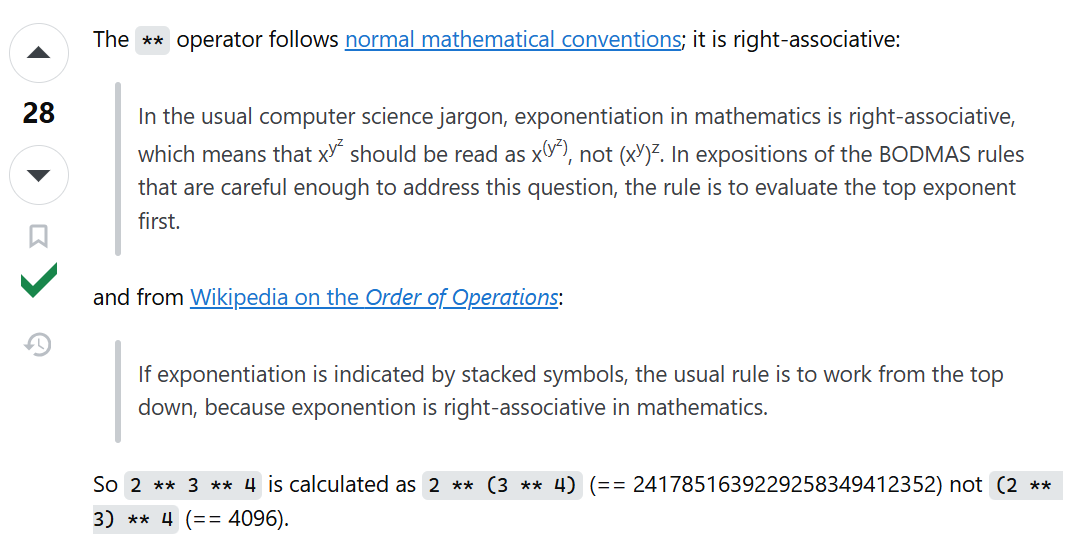 The ** operator follows normal mathematical conventions; it is right-associative:
28
In the usual computer science jargon, exponentiation in mathematics is right-associative,
which means that x^y^z should be read as x^(y^z), not (x^y)^z. In expositions of the BODMAS rules
that are careful enough to address this question, the rule is to evaluate the top exponent
first.
and from Wikipedia on the Order of Operations:
If exponentiation is indicated by stacked symbols, the usual rule is to work from the top
down, because exponention is right-associative in mathematics.
So 2 ** 3 ** 4 is calculated as 2 ** (3 ** 4) (== 2417851639229258349412352) not (2 **
3) ** 4 (== 4096).